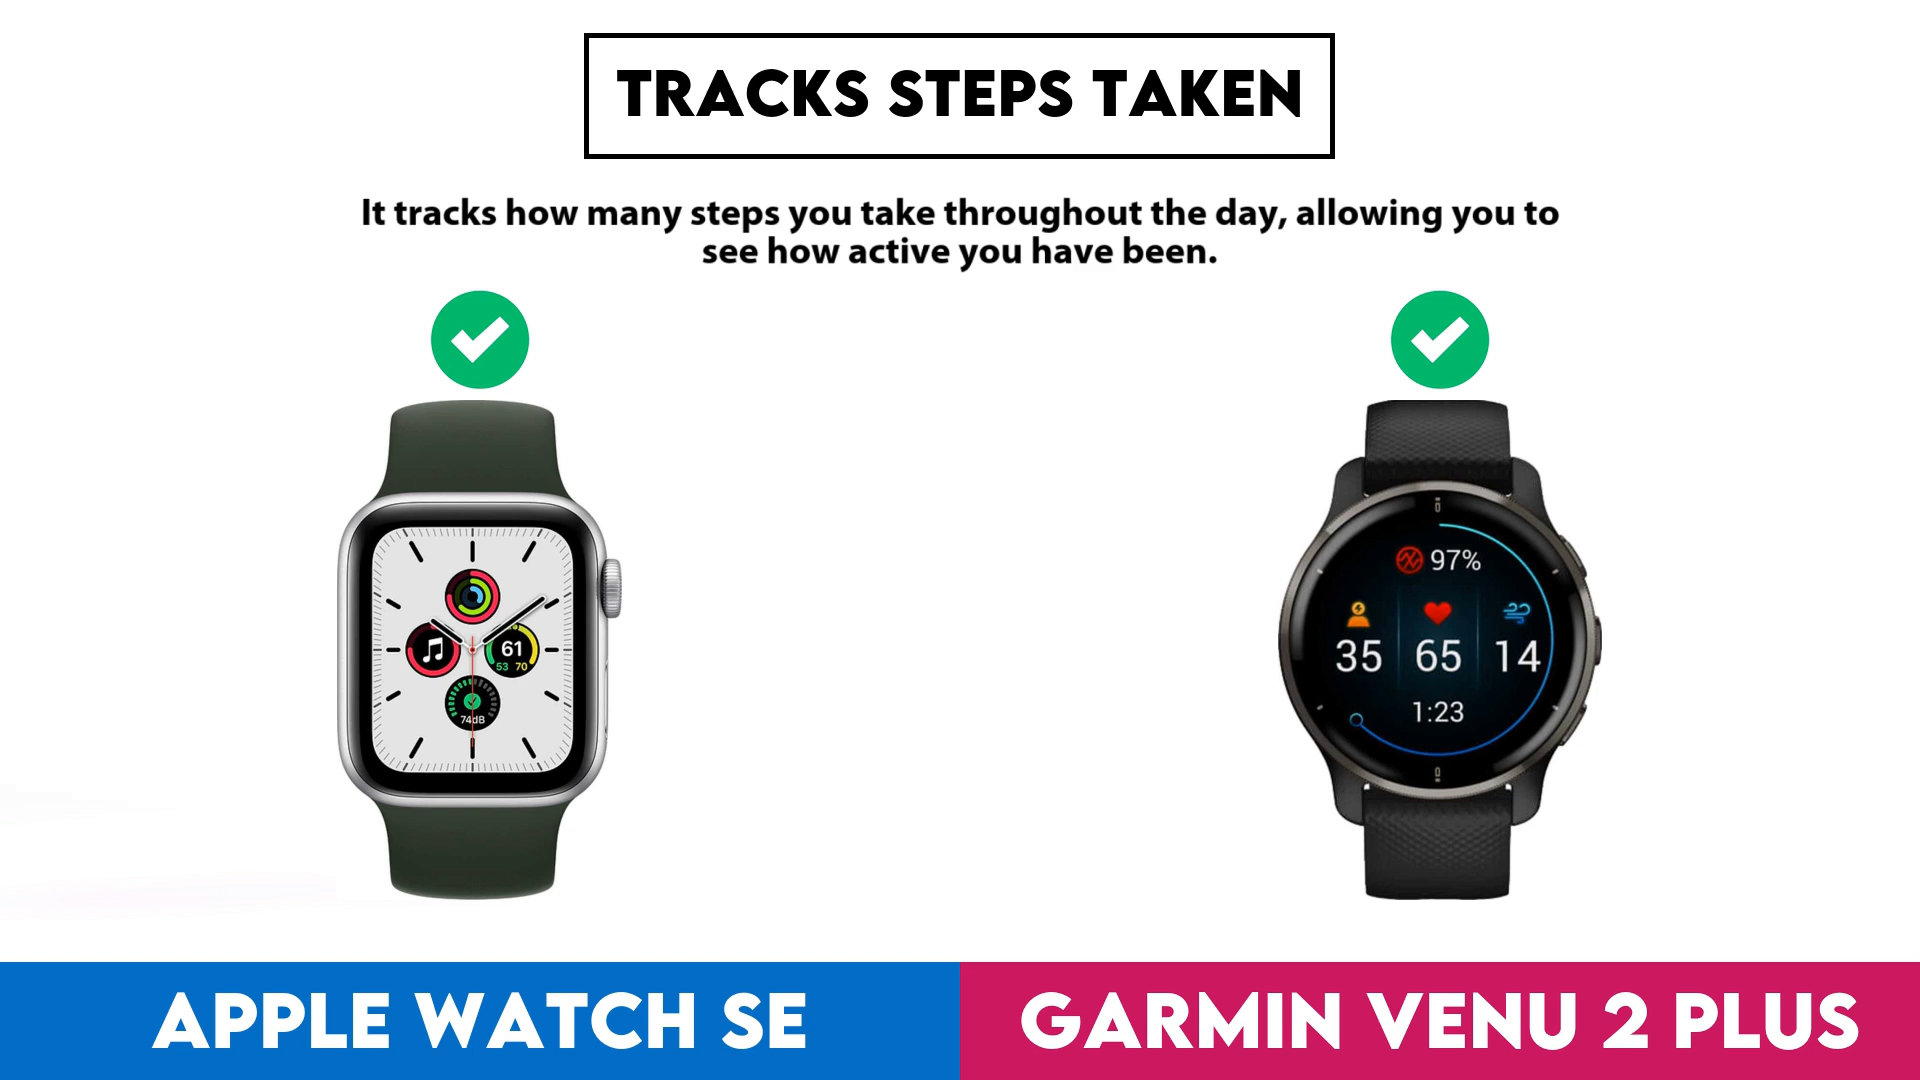 TRACKS STEPS TAKEN
It tracks how many steps you take throughout the day, allowing you to
see how active you have been.
61
53 70
74dB
97%
35 65 14
1:23
APPLE WATCH SE
GARMIN VENU 2 PLUS